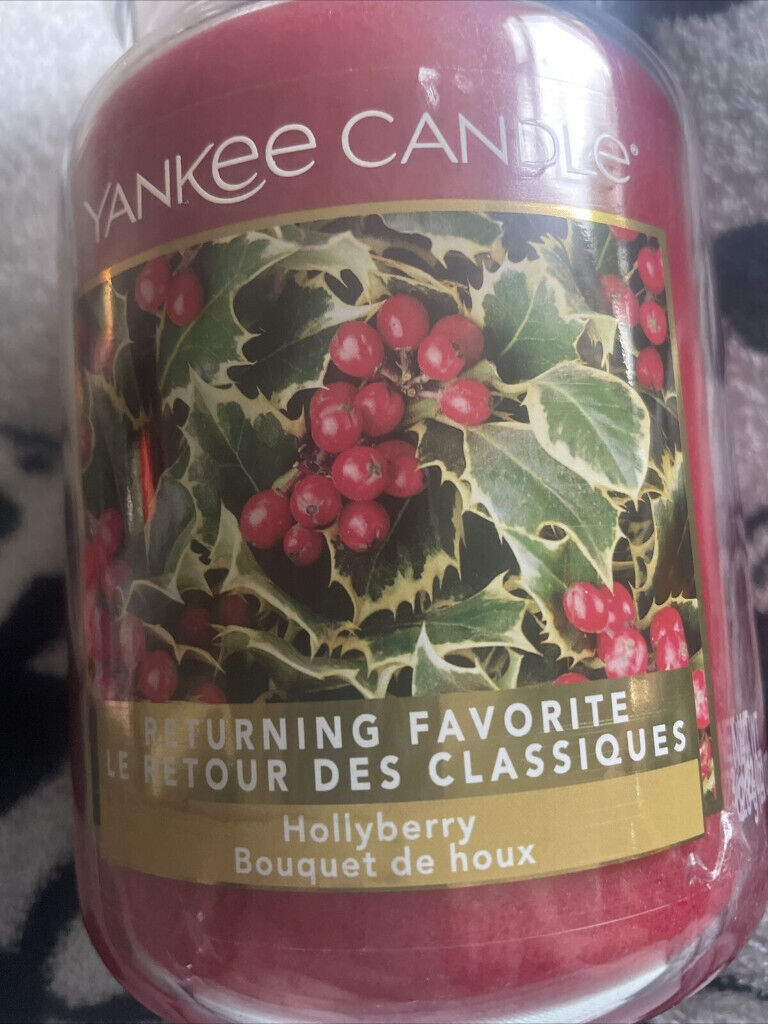 YANKEE CANDLE®
RETURNING FAVORITE
LE RETOUR DES CLASSIQUES
Hollyberry
Bouquet de houx